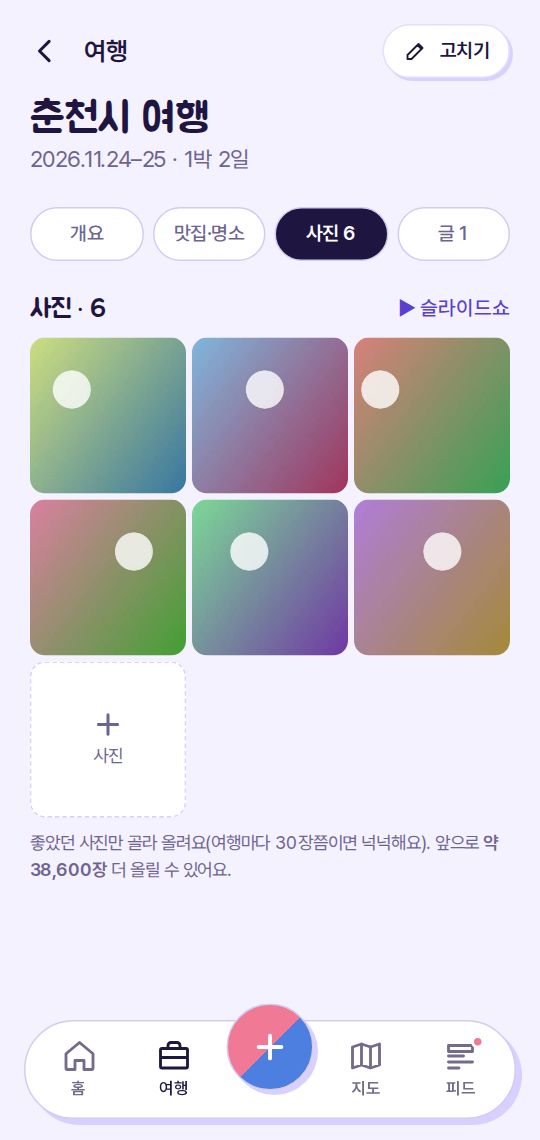 여행
고치기
춘천시 여행
2026.11.24–25 · 1박 2일
개요
맛집·명소
사진 6
글 1
사진 · 6
▶ 슬라이드쇼
사진
좋았던 사진만 골라 올려요(여행마다 30장쯤이면 넉넉해요). 앞으로 약
38,600장 더 올릴 수 있어요.
홈
여행
지도
피드